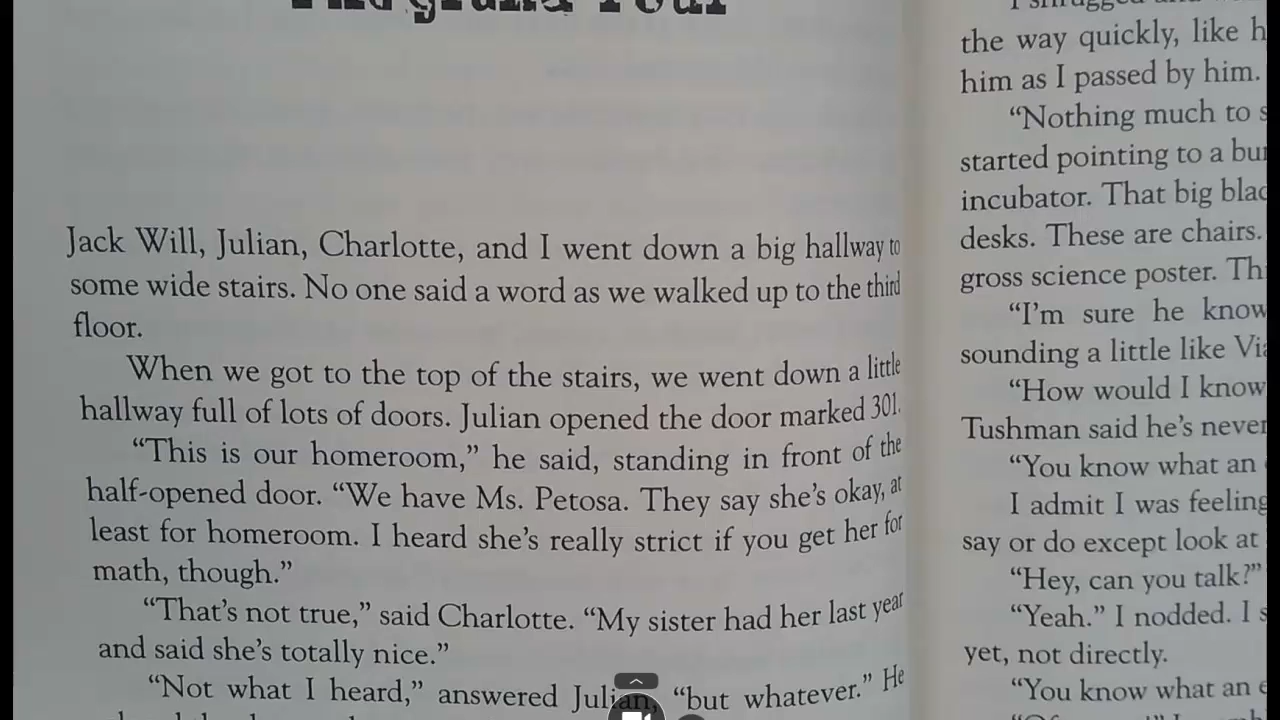 The Grand Tour
Jack Will, Julian, Charlotte, and I went down a big hallway to
some wide stairs. No one said a word as we walked up to the third
floor.
When we got to the top of the stairs, we went down a little
hallway full of lots of doors. Julian opened the door marked 301.
“This is our homeroom,” he said, standing in front of the
half-opened door. “We have Ms. Petosa. They say she’s okay, at
least for homeroom. I heard she’s really strict if you get her for
math, though.”
“That’s not true,” said Charlotte. “My sister had her last year
and said she’s totally nice.”
“Not what I heard,” answered Julian, “but whatever.” He
I shrugged and
the way quickly, like h
him as I passed by him.
“Nothing much to s
started pointing to a bu
incubator. That big blac
desks. These are chairs.
gross science poster. Th
“I’m sure he know
sounding a little like Via
“How would I know
Tushman said he’s never
“You know what an
I admit I was feeling
say or do except look at
“Hey, can you talk?”
“Yeah.” I nodded. I s
yet, not directly.
“You know what an e